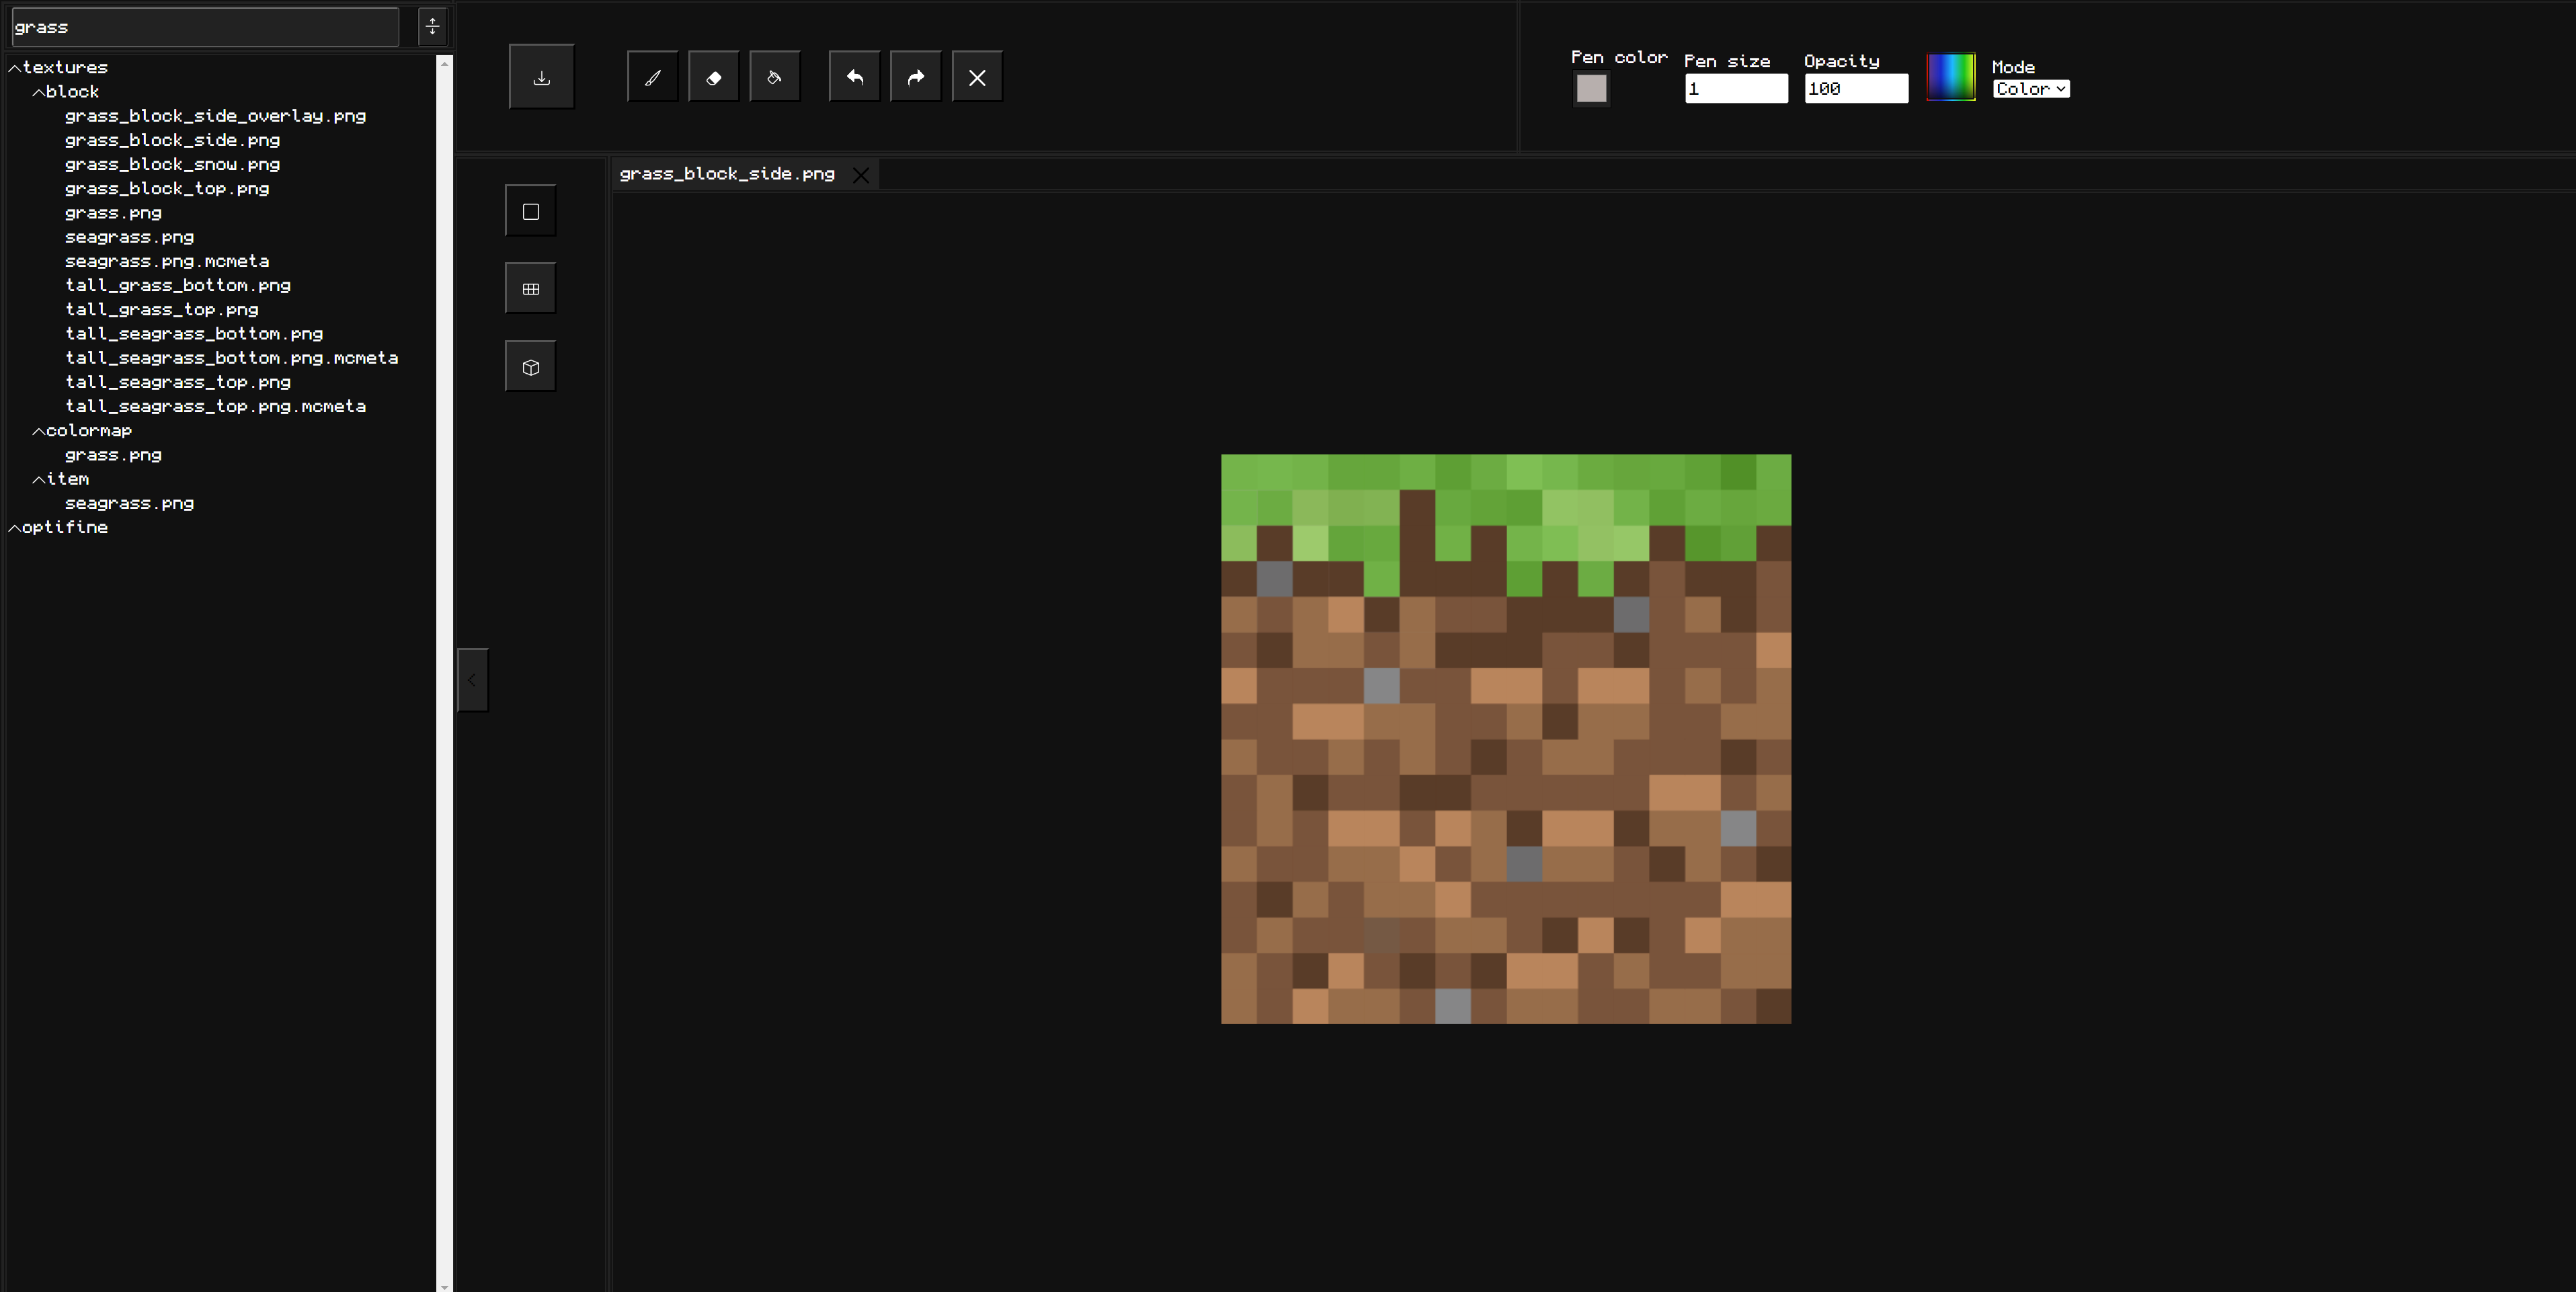 grass
textures
block
grass_block_side_overlay.png
grass_block_side.png
grass_block_snow.png
grass_block_top.png
grass.png
seagrass.png
seagrass.png.mcmeta
tall_grass_bottom.png
tall_grass_top.png
tall_seagrass_bottom.png
tall_seagrass_bottom.png.mcmeta
tall_seagrass_top.png
tall_seagrass_top.png.mcmeta
colormap
grass.png
item
seagrass.png
optifine
Pen color
Pen size
1
Opacity
100
Mode
Color
grass_block_side.png